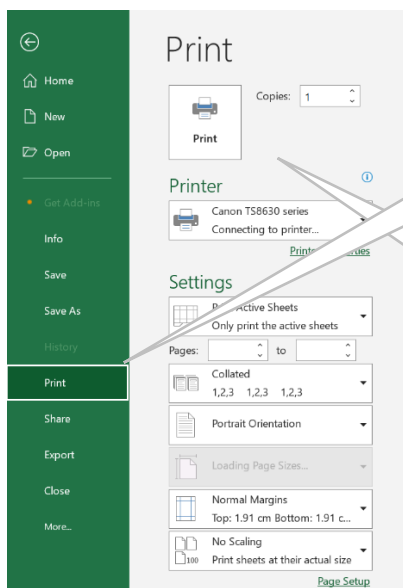 Print
Home
New
Open
Get Add-ins
Info
Save
Save As
History
Print
Share
Export
Close
More...
Copies: 1
Print
Printer
Canon TS8630 series
Connecting to printer...
Settings
Active Sheets
Only print the active sheets
Pages: to
Collated
1,2,3 1,2,3 1,2,3
Portrait Orientation
Loading Page Sizes...
Normal Margins
Top: 1.91 cm Bottom: 1.91 c...
No Scaling
100
Print sheets at their actual size
Page Setup